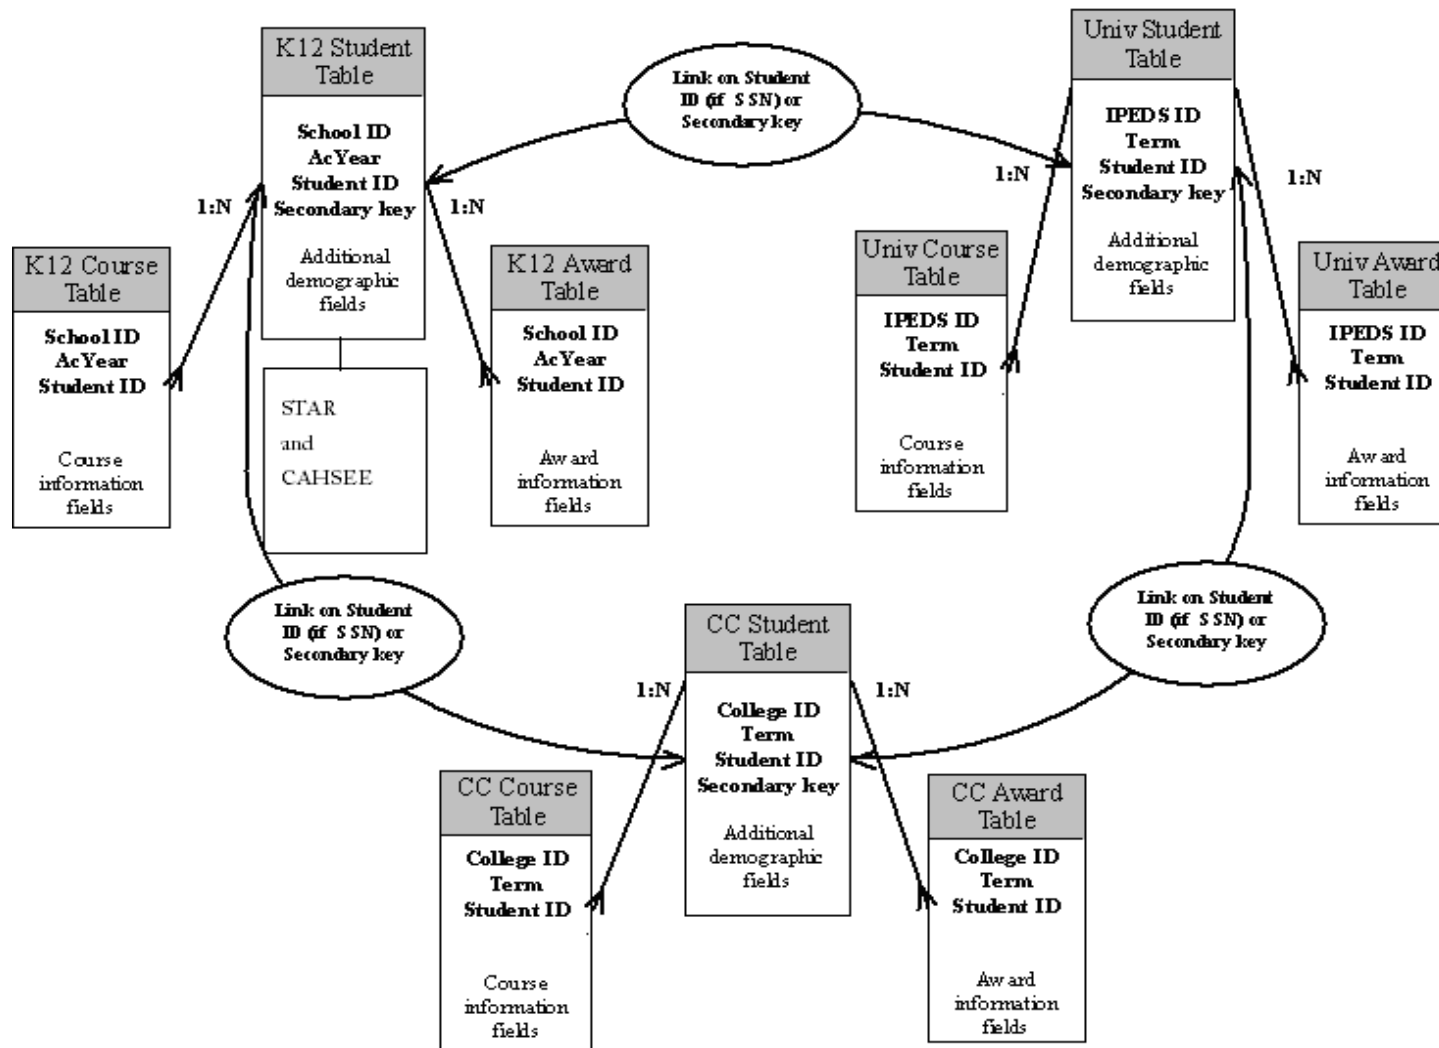 K12 Student
Table
School ID
AcYear
Student ID
Secondary key
Additional
demographic
fields
Link on Student
ID (if SSN) or
Secondary key
Univ Student
Table
IPEDS ID
Term
Student ID
Secondary key
Additional
demographic
fields
1:N
1:N
1:N
1:N
K12 Course
Table
School ID
AcYear
Student ID
Course
information
fields
STAR
and
CAHSEE
K12 Award
Table
School ID
AcYear
Student ID
Award
information
fields
Univ Course
Table
IPEDS ID
Term
Student ID
Course
information
fields
Univ Award
Table
IPEDS ID
Term
Student ID
Award
information
fields
Link on Student
ID (if SSN) or
Secondary key
CC Student
Table
College ID
Term
Student ID
Secondary key
Additional
demographic
fields
Link on Student
ID (if SSN) or
Secondary key
1:N
1:N
CC Course
Table
College ID
Term
Student ID
Course
information
fields
CC Award
Table
College ID
Term
Student ID
Award
information
fields